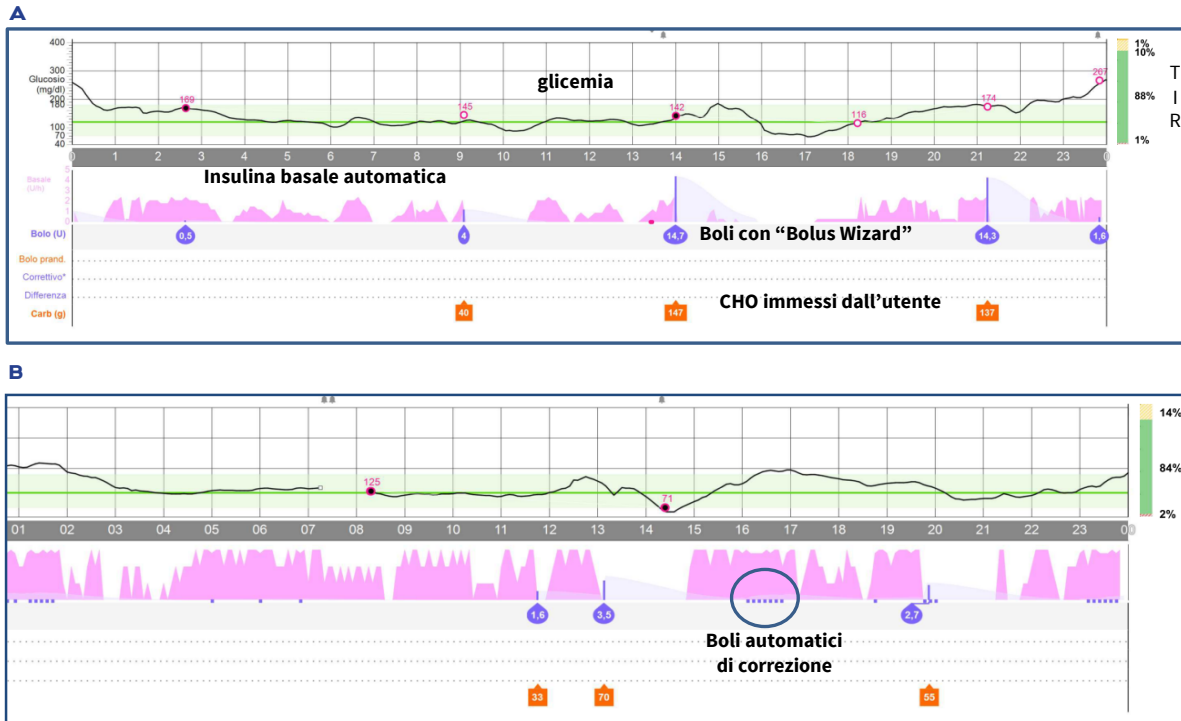 A
400
300
Glucosio
(mg/dl)
200
180
100
70
40
glicemia
169
145
142
116
174
267
1%
10%
88%
1%
T
I
R
0 1 2 3 4 5 6 7 8 9 10 11 12 13 14 15 16 17 18 19 20 21 22 23 0
Insulina basale automatica
Basale
(U/h)
5
4
3
2
1
0
Bolo (U)
0,5 4 14,7 Boli con “Bolus Wizard” 14,3 1,6
Bolo prand.
Correttivo*
Differenza
CHO immessi dall’utente
Carb (g)
40 147 137
B
125
71
14%
84%
2%
01 02 03 04 05 06 07 08 09 10 11 12 13 14 15 16 17 18 19 20 21 22 23 00
1,6 3,5 2,7
Boli automatici
di correzione
33 70 55